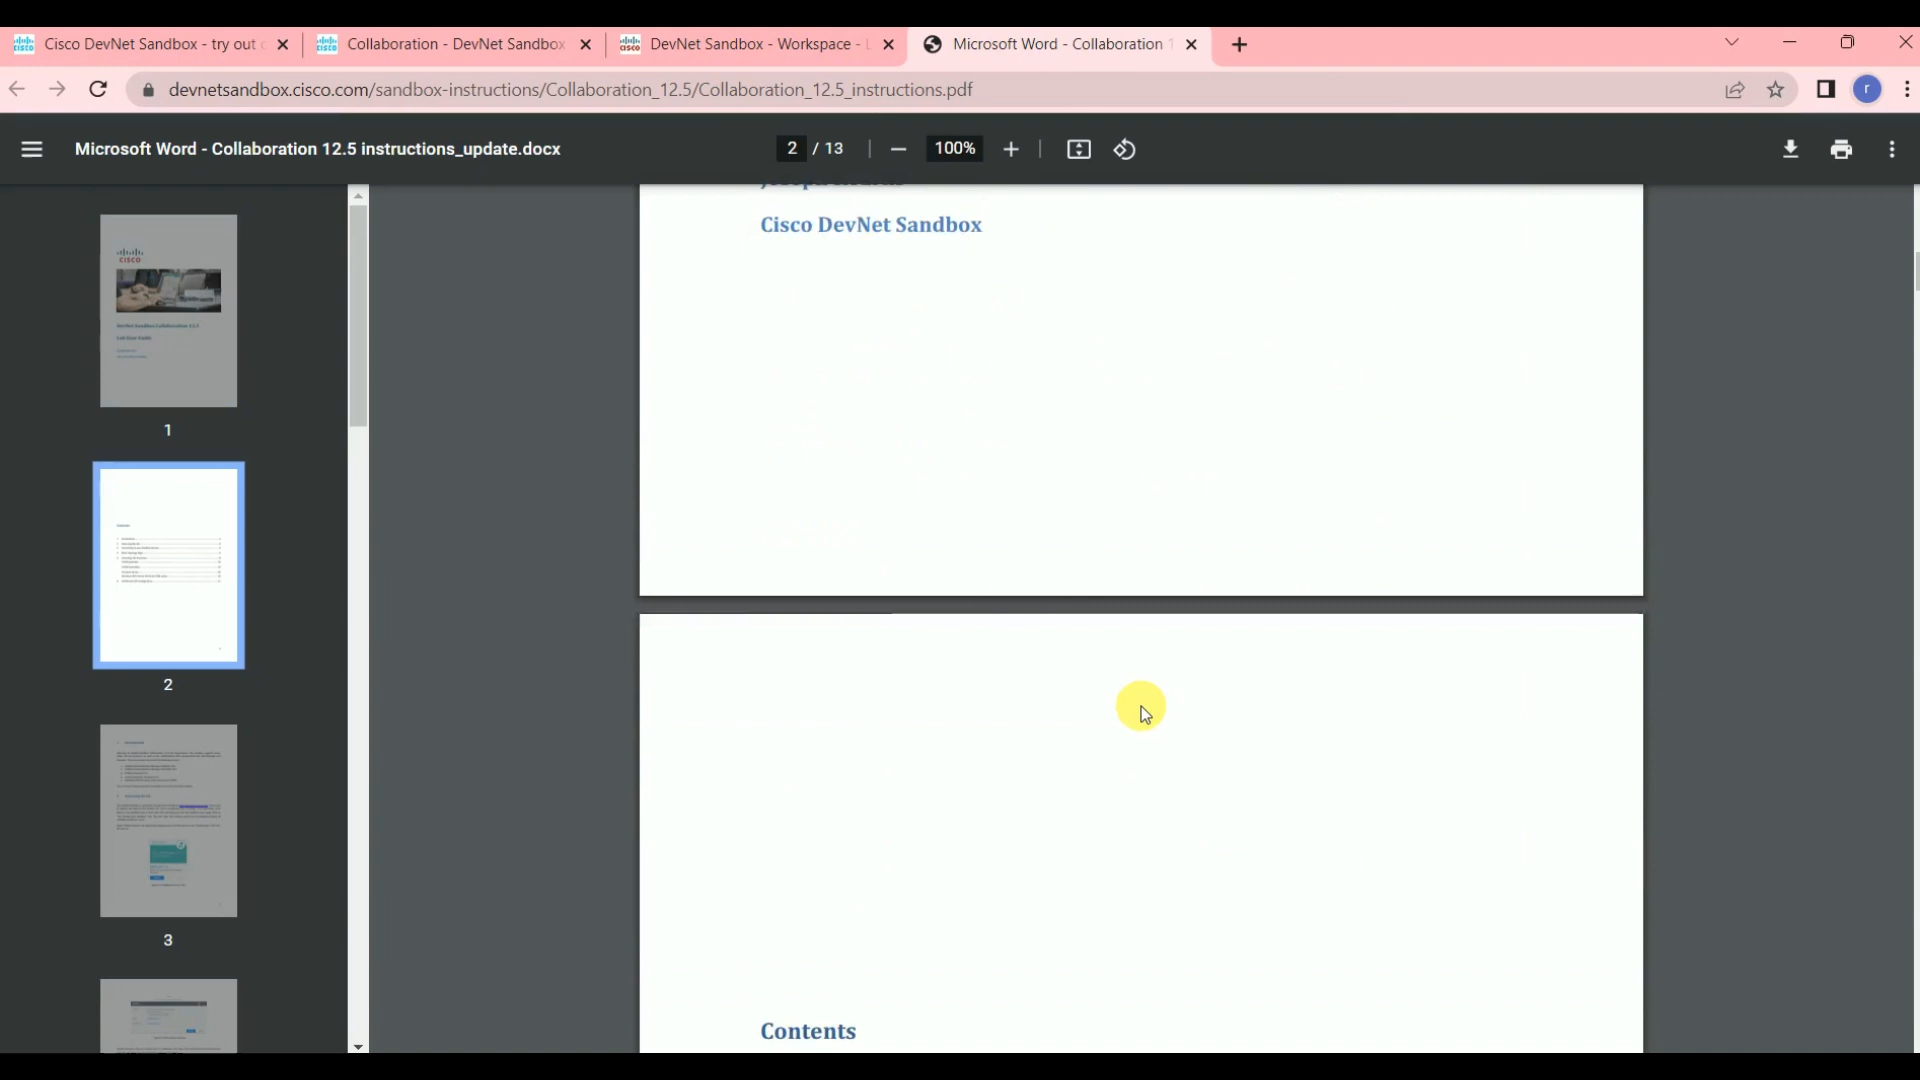 Cisco DevNet Sandbox - try out
Collaboration - DevNet Sandbox
DevNet Sandbox - Workspace -
Microsoft Word - Collaboration 1
devnetsandbox.cisco.com/sandbox-instructions/Collaboration_12.5/Collaboration_12.5_instructions.pdf
r
Microsoft Word - Collaboration 12.5 instructions_update.docx
2 / 13
100%
CISCO
1
2
3
Cisco DevNet Sandbox
Contents